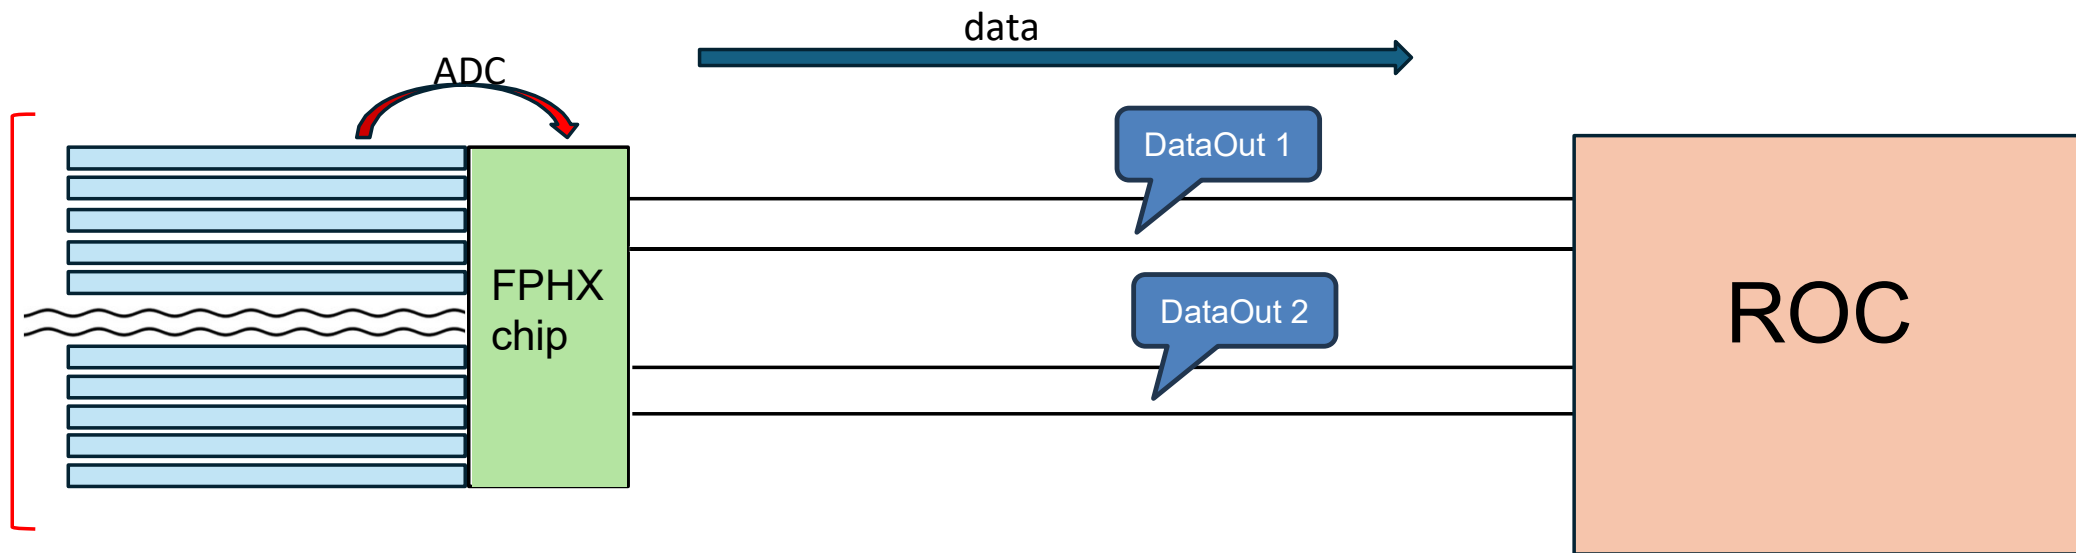 data
ADC
DataOut 1
FPHX
chip
DataOut 2
ROC